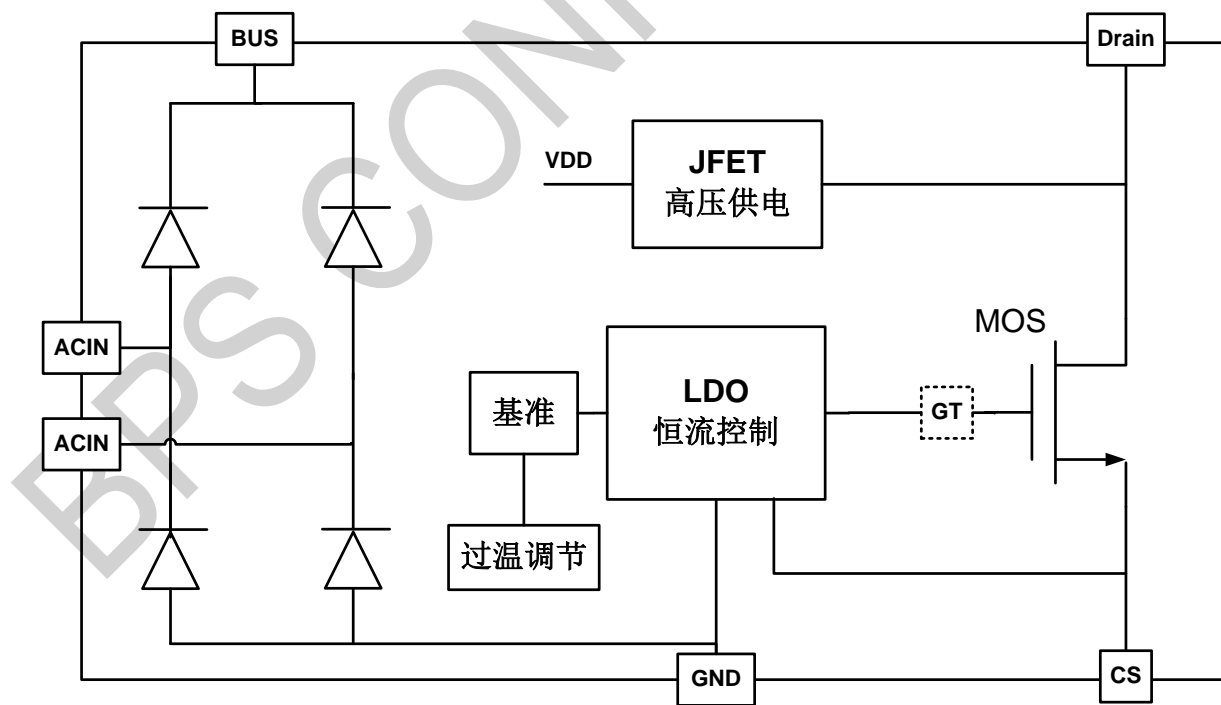 BUS
Drain
VDD
JFET
高压供电
ACIN
MOS
LDO
恒流控制
基准
GT
ACIN
过温调节
GND
CS
BPS